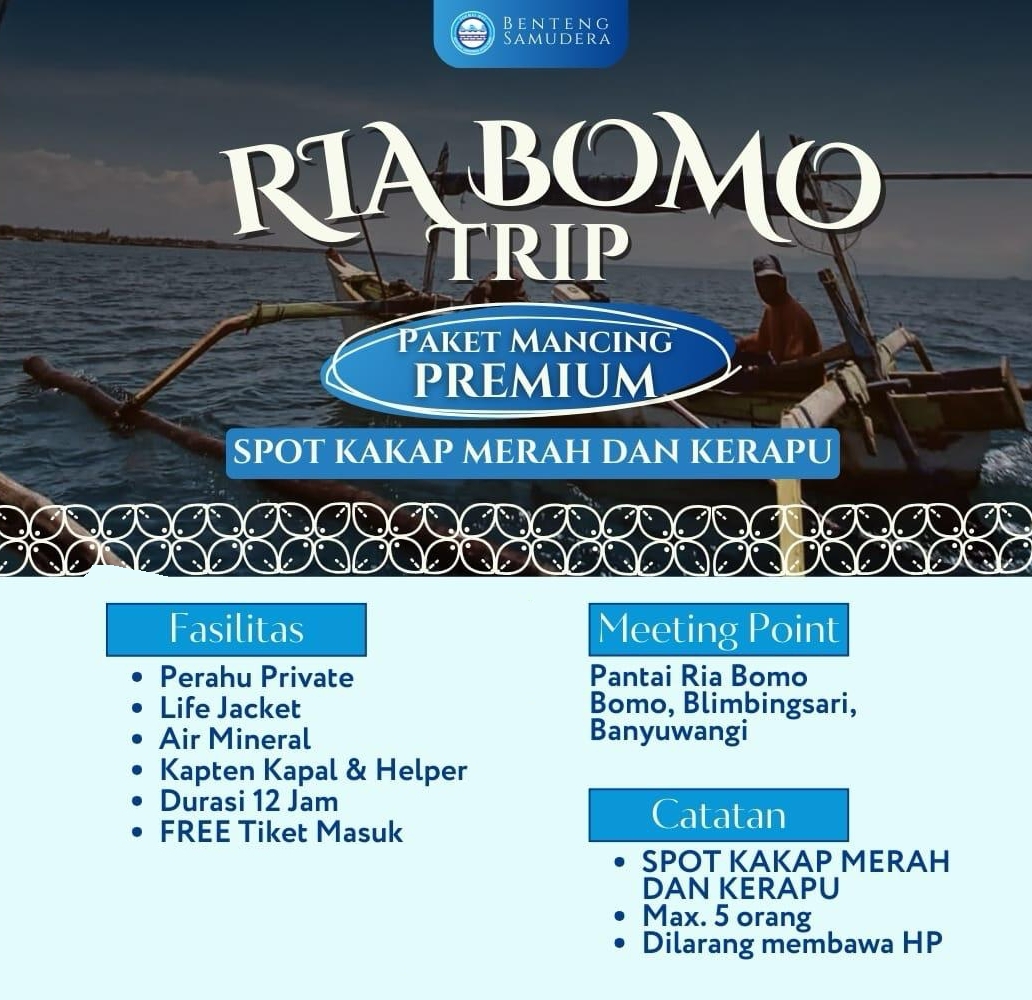 BENTENG
SAMUDERA
RIA BOMO
TRIP
PAKET MANCING
PREMIUM
SPOT KAKAP MERAH DAN KERAPU
Fasilitas
• Perahu Private
• Life Jacket
• Air Mineral
• Kapten Kapal & Helper
• Durasi 12 Jam
• FREE Tiket Masuk
Meeting Point
Pantai Ria Bomo
Bomo, Blimbingsari,
Banyuwangi
Catatan
• SPOT KAKAP MERAH
DAN KERAPU
• Max. 5 orang
• Dilarang membawa HP